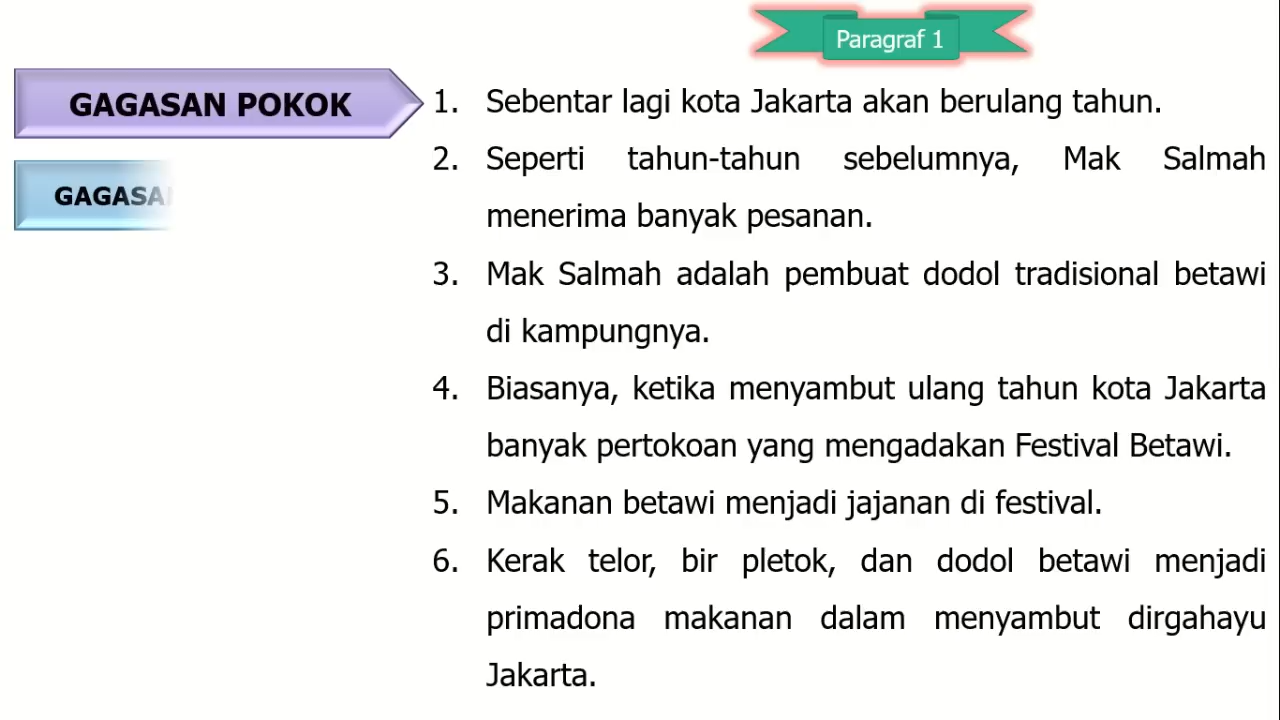 Paragraf 1
GAGASAN POKOK
1. Sebentar lagi kota Jakarta akan berulang tahun.
2. Seperti tahun-tahun sebelumnya, Mak Salmah
menerima banyak pesanan.
3. Mak Salmah adalah pembuat dodol tradisional betawi
di kampungnya.
4. Biasanya, ketika menyambut ulang tahun kota Jakarta
banyak pertokoan yang mengadakan Festival Betawi.
5. Makanan betawi menjadi jajanan di festival.
6. Kerak telor, bir pletok, dan dodol betawi menjadi
primadona makanan dalam menyambut dirgahayu
Jakarta.